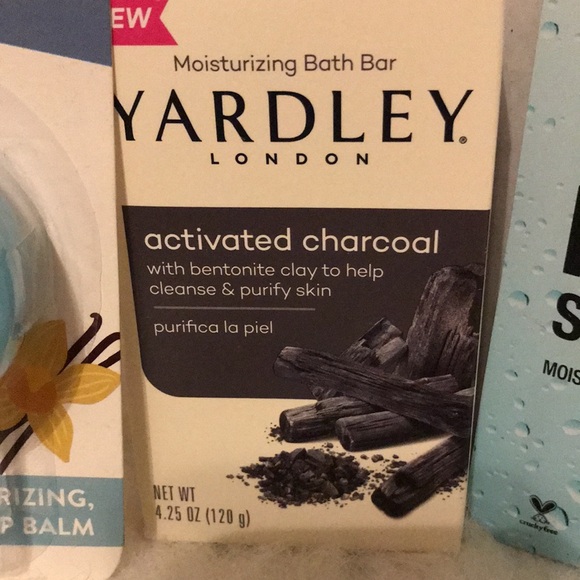 EW
Moisturizing Bath Bar
YARDLEY
LONDON
activated charcoal
with bentonite clay to help
cleanse & purify skin
purifica la piel
NET WT
4.25 OZ (120 g)
RIZING,
P BALM
S
MOIS
crueltyfree